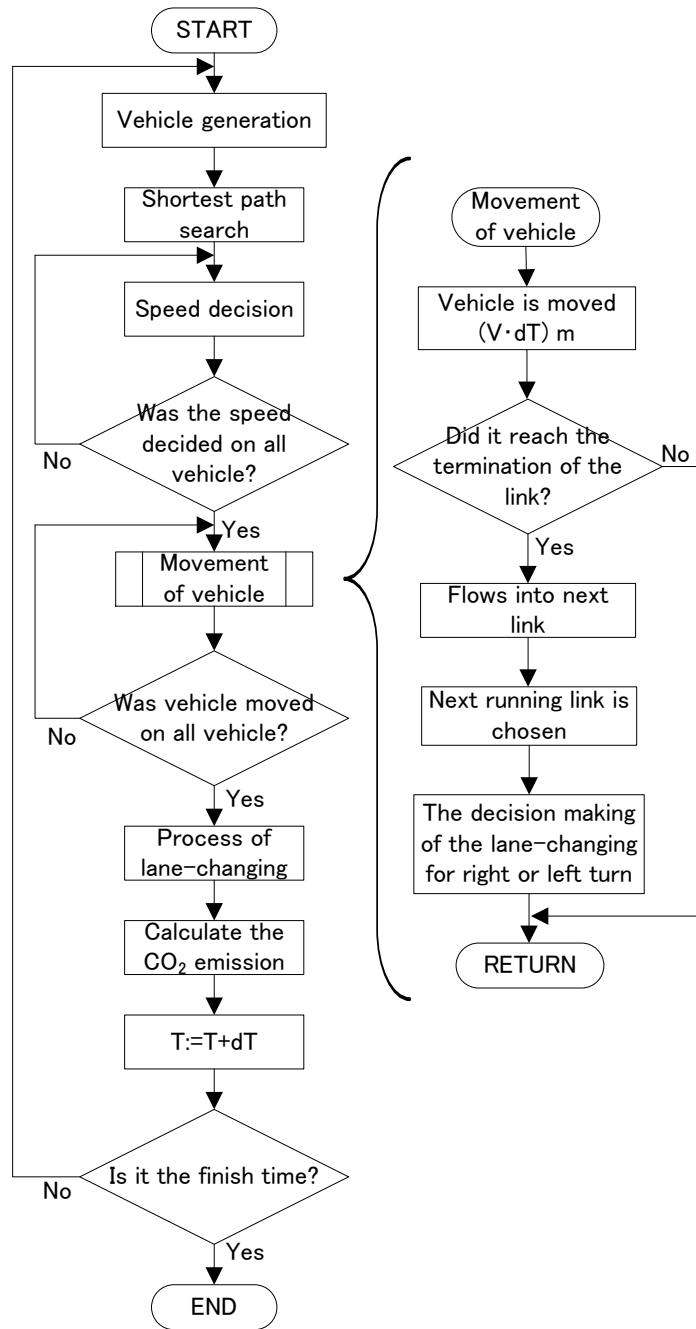 START
Vehicle generation
Shortest path
search
Speed decision
Was the speed
decided on all
vehicle?
No
Yes
Movement
of vehicle
Was vehicle moved
on all vehicle?
No
Yes
Process of
lane-changing
Calculate the
CO₂ emission
T:=T+dT
Is it the finish time?
No
Yes
END
Movement
of vehicle
Vehicle is moved
(V・dT) m
Did it reach the
termination of the
link?
No
Yes
Flows into next
link
Next running link is
chosen
The decision making
of the lane-changing
for right or left turn
RETURN